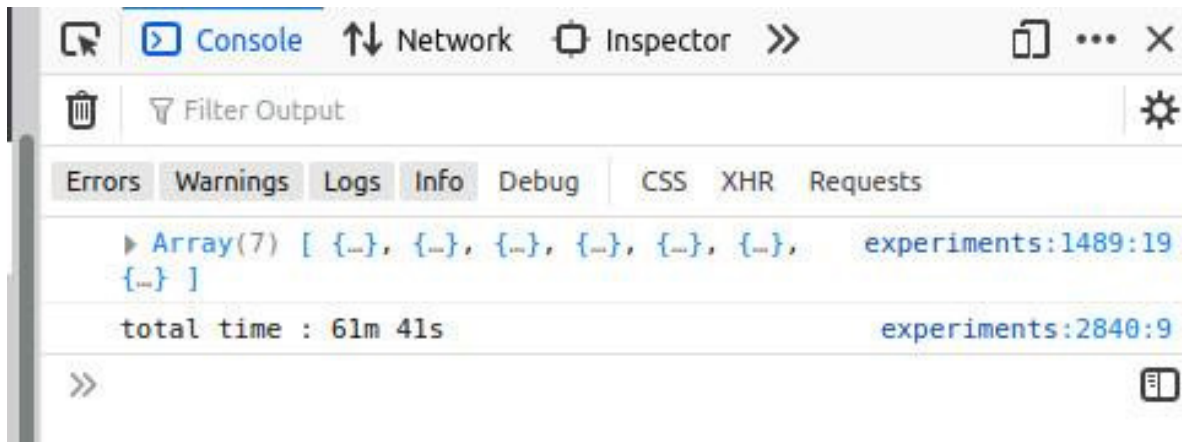 Console Network Inspector
Filter Output
Errors Warnings Logs Info Debug CSS XHR Requests
Array(7) [ {…}, {…}, {…}, {…}, {…}, {…}, experiments:1489:19
{…} ]
total time : 61m 41s experiments:2840:9